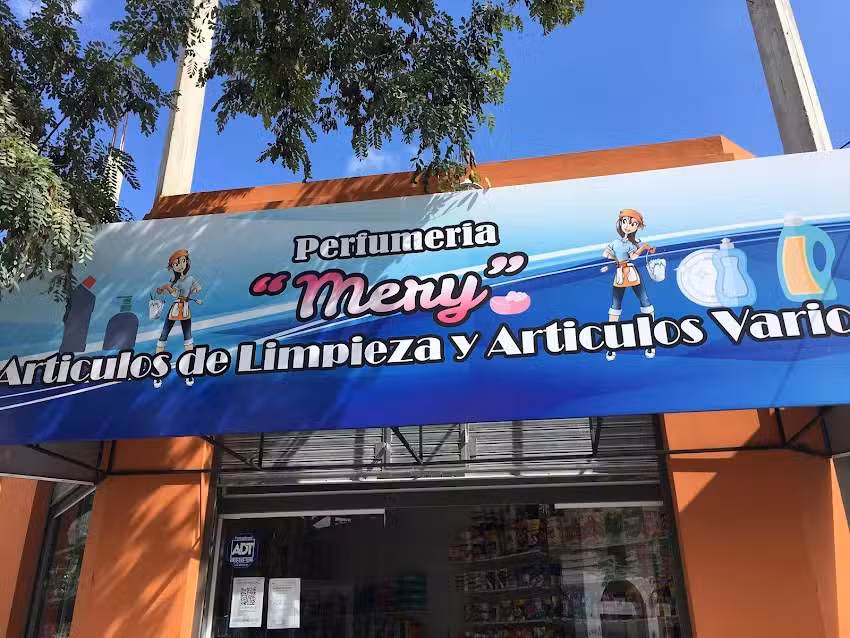 Perfumeria
"Mery"
Articulos de Limpieza y Articulos Vario
ADT